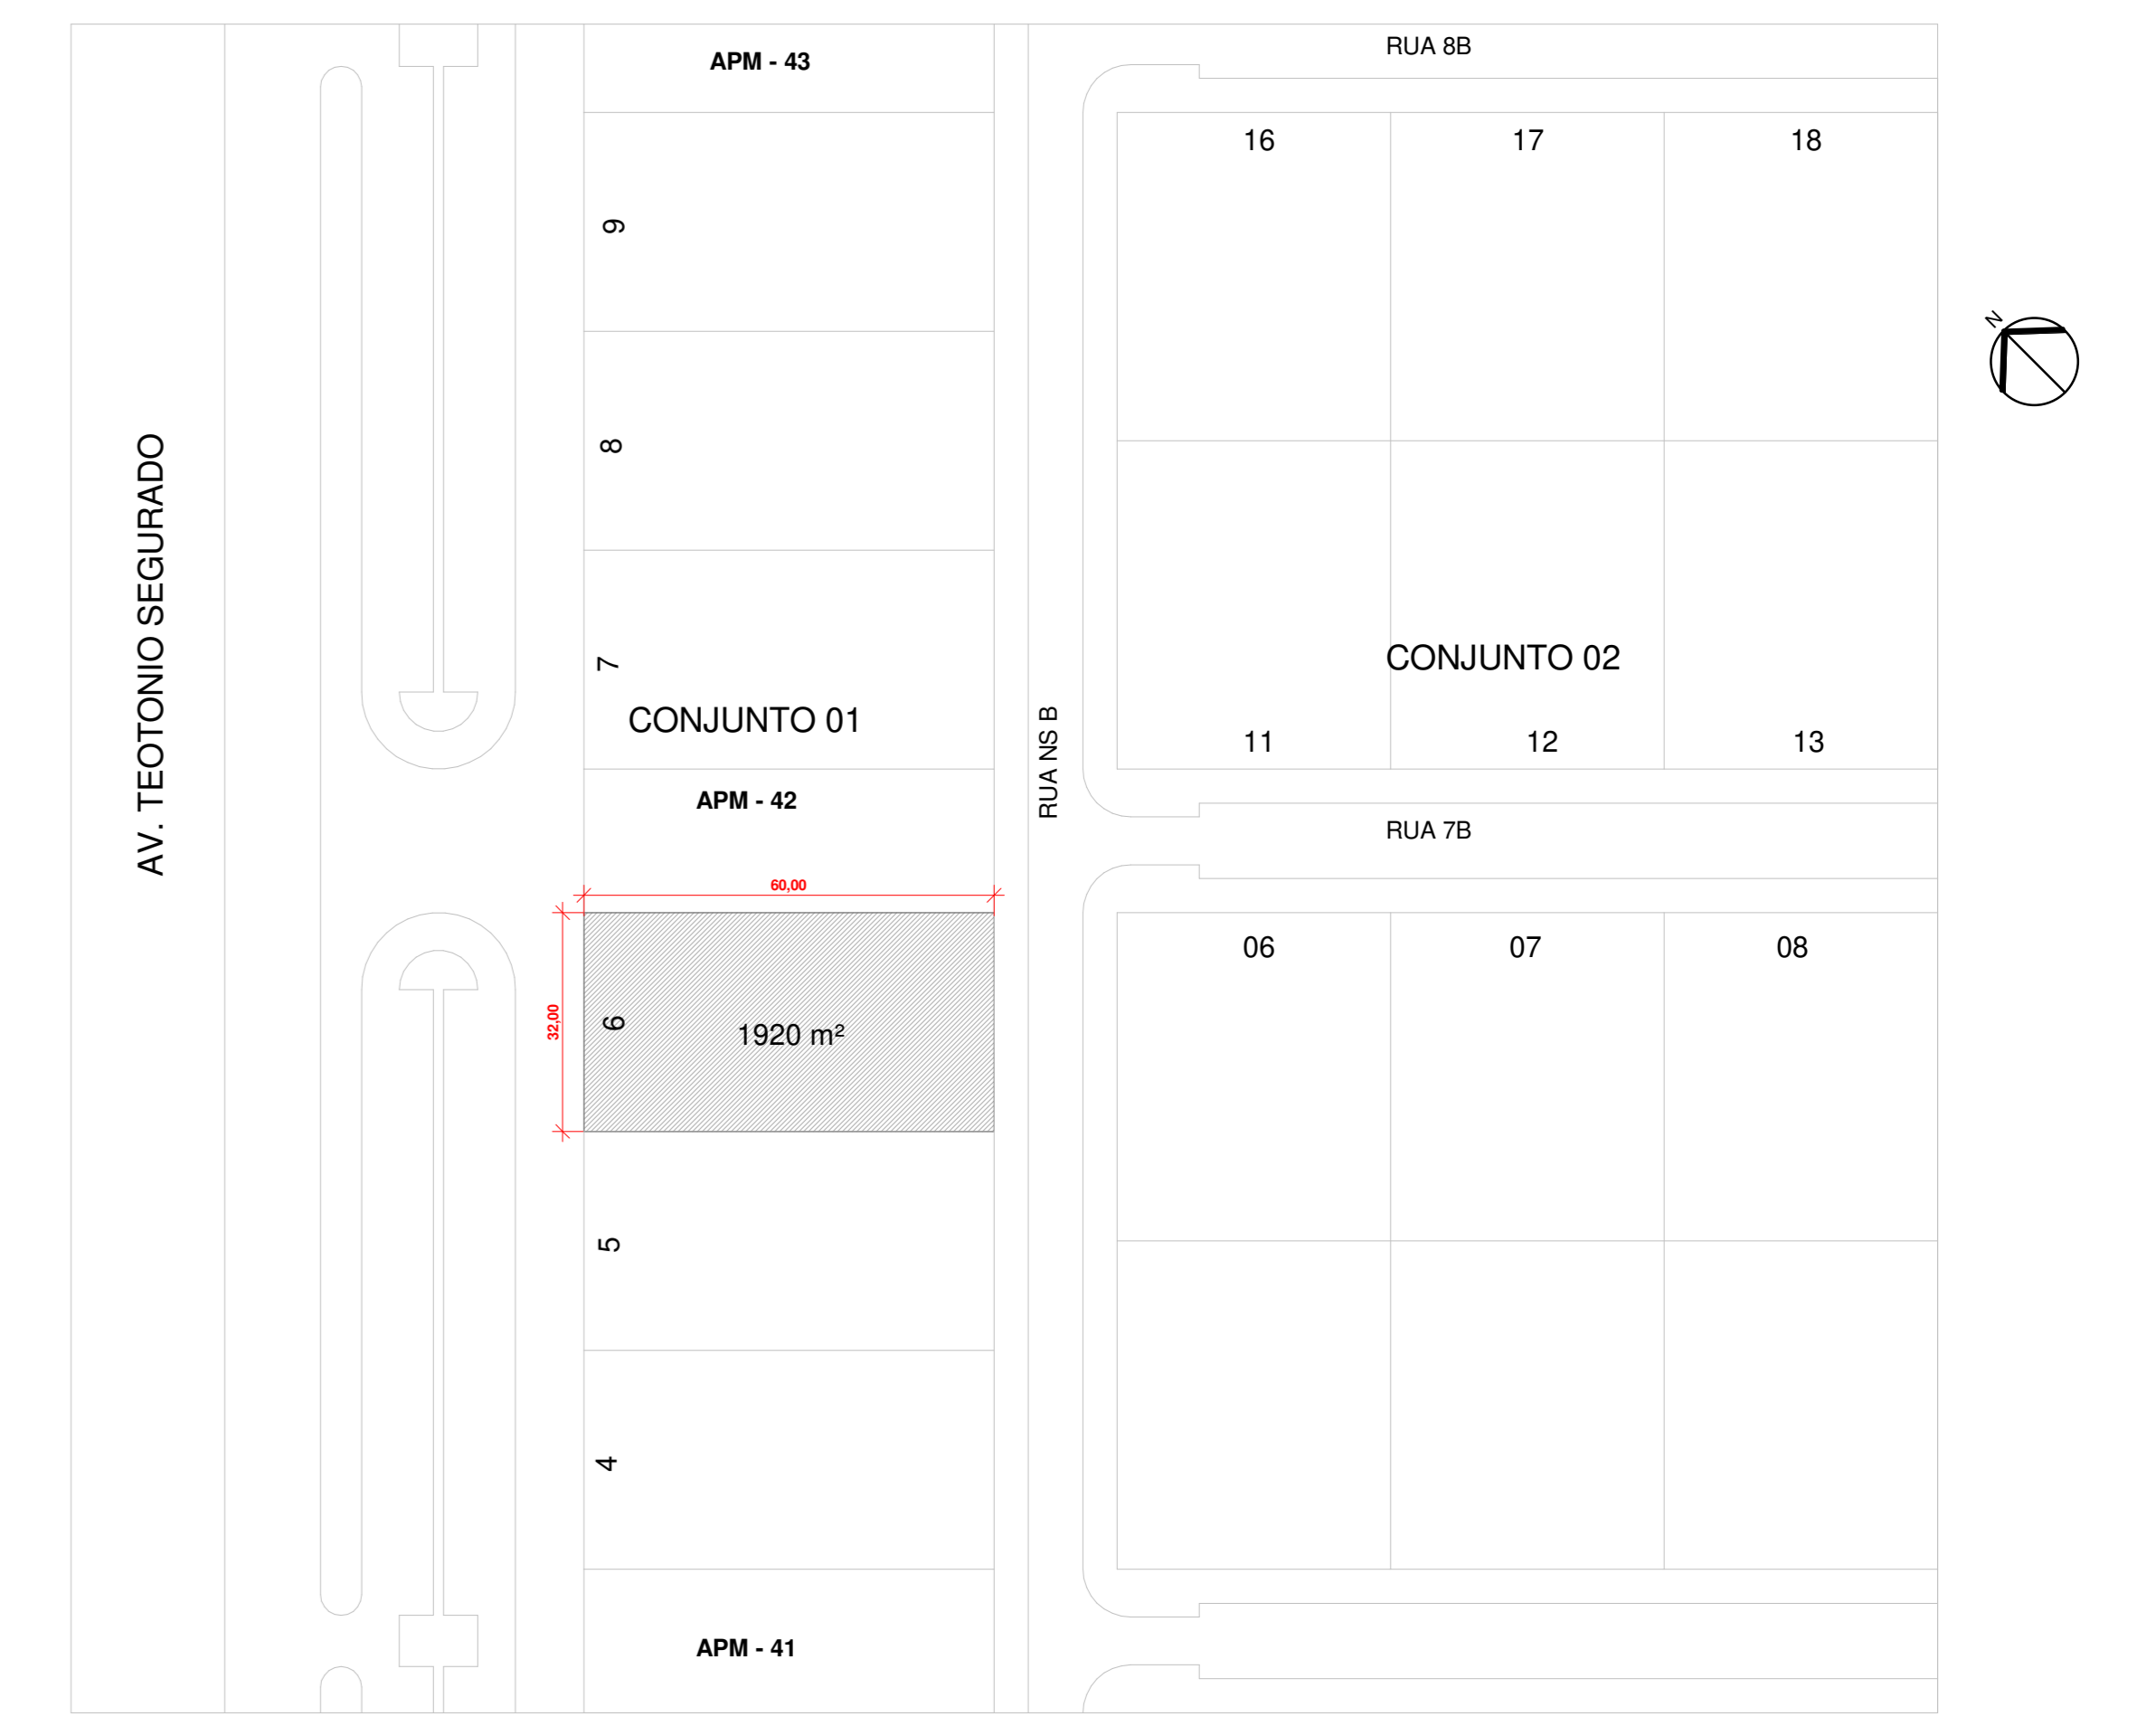 RUA 8B
APM - 43
16
17
18
9
N
8
AV. TEOTONIO SEGURADO
7
CONJUNTO 02
CONJUNTO 01
RUA NS B
11
12
13
APM - 42
RUA 7B
60,00
06
07
08
32,00
6
1920 m²
5
4
APM - 41